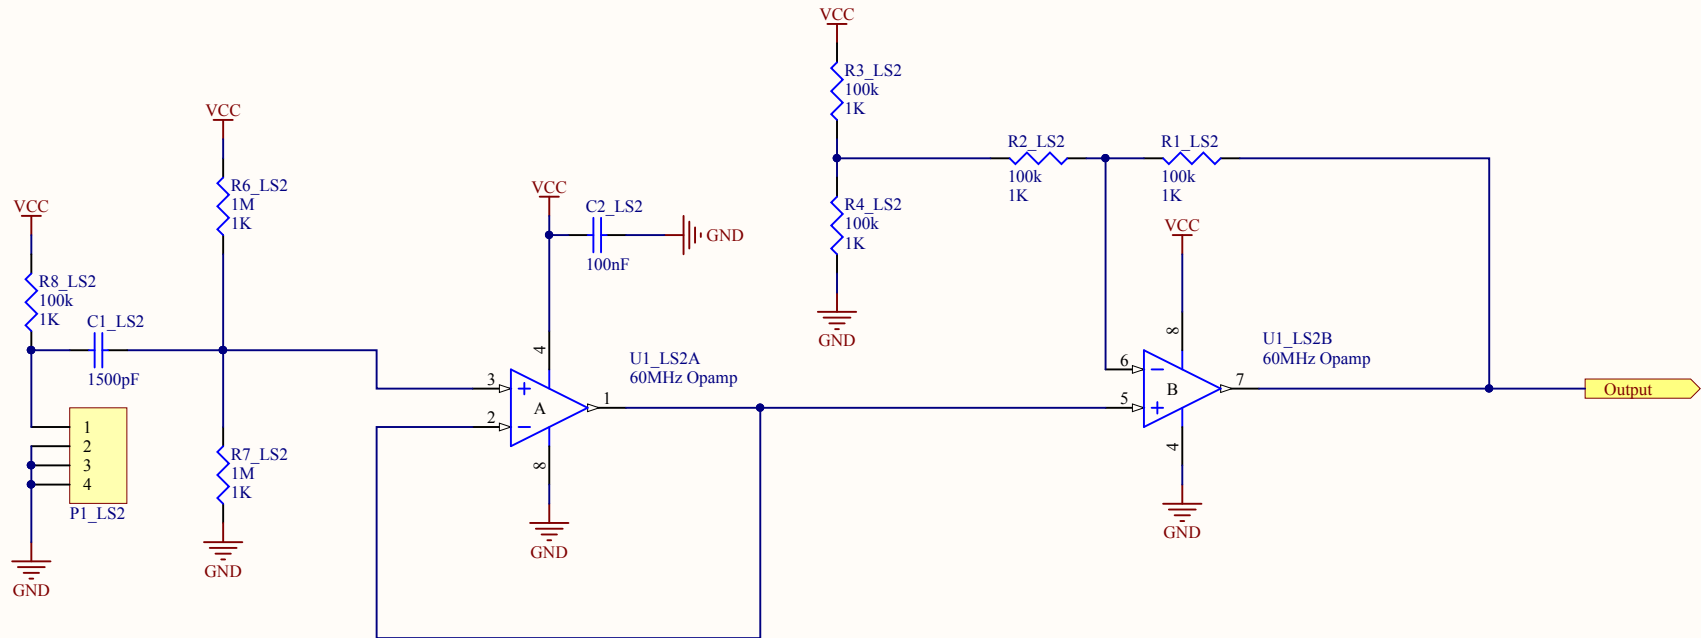 VCC
R8_LS2
100k
1K
C1_LS2
1500pF
1
2
3
4
P1_LS2
GND
VCC
R6_LS2
1M
1K
R7_LS2
1M
1K
GND
VCC
C2_LS2
100nF
GND
4
3
2
A
1
8
U1_LS2A
60MHz Opamp
GND
VCC
R3_LS2
100k
1K
R4_LS2
100k
1K
GND
R2_LS2
100k
1K
R1_LS2
100k
1K
VCC
8
6
5
B
7
4
U1_LS2B
60MHz Opamp
GND
Output